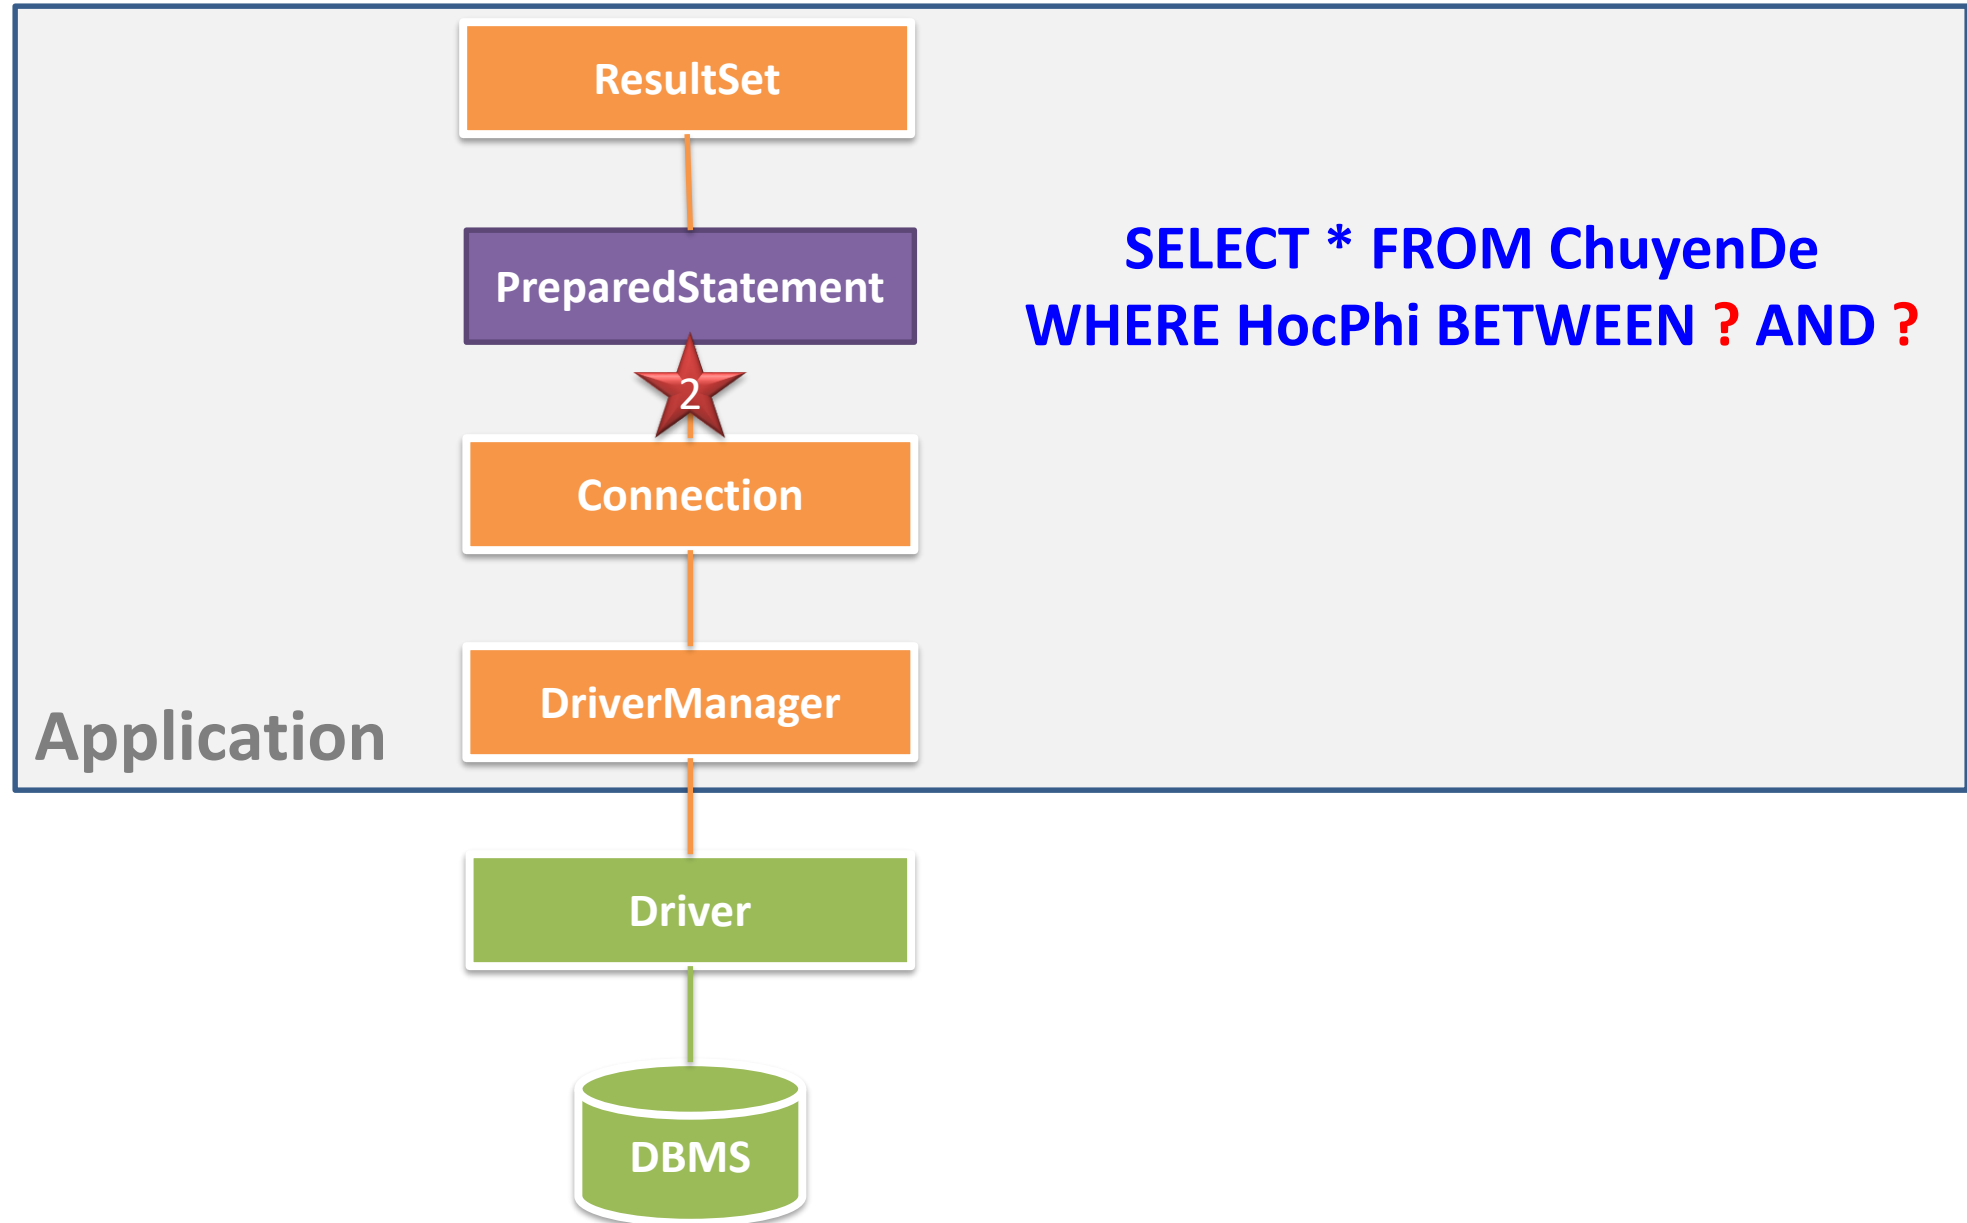 ResultSet
PreparedStatement
SELECT * FROM ChuyenDe
WHERE HocPhi BETWEEN ? AND ?
2
Connection
DriverManager
Application
Driver
DBMS